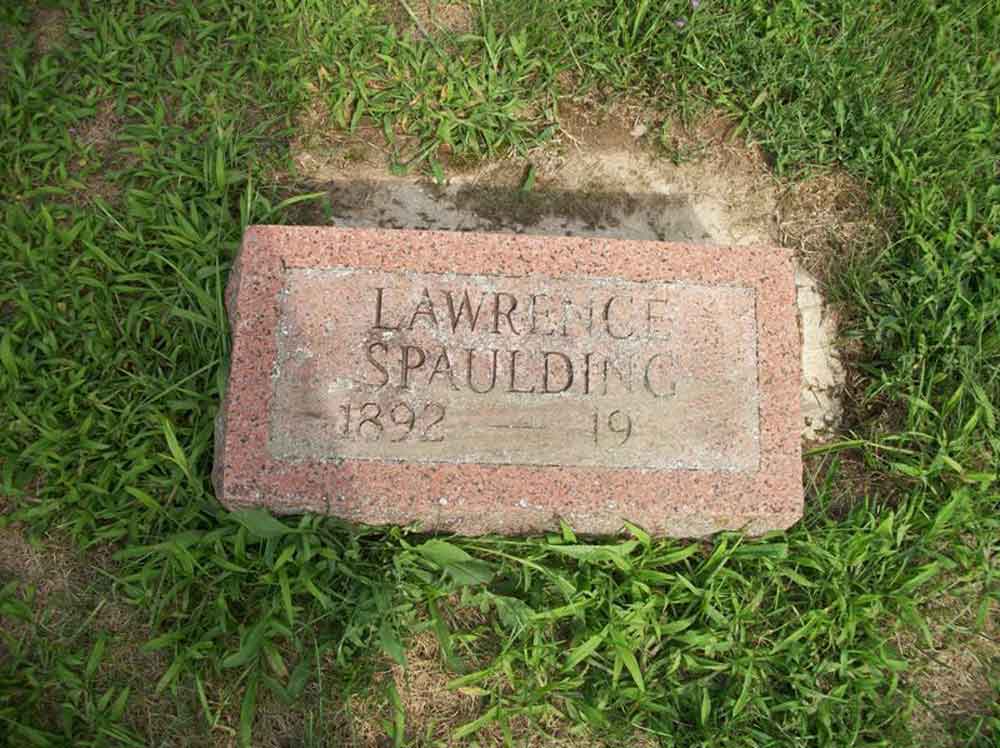 LAWRENCE
SPAULDING
1892 — 19